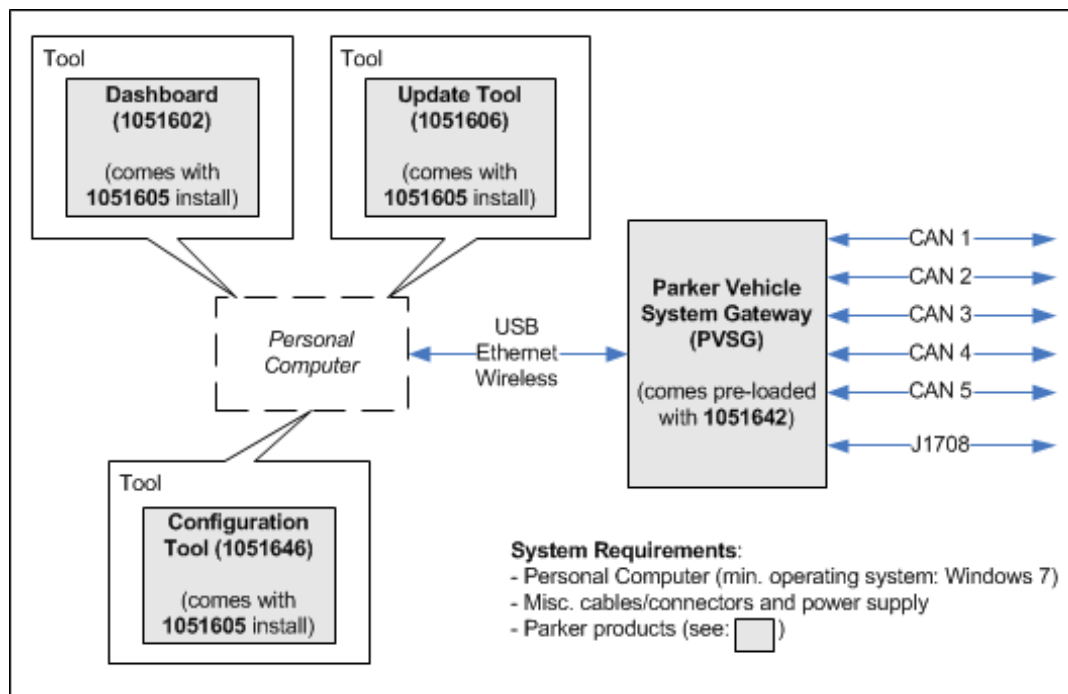 Tool
Dashboard
(1051602)
(comes with
1051605 install)
Tool
Update Tool
(1051606)
(comes with
1051605 install)
Personal
Computer
USB
Ethernet
Wireless
Parker Vehicle
System Gateway
(PVSG)
(comes pre-loaded
with 1051642)
CAN 1
CAN 2
CAN 3
CAN 4
CAN 5
J1708
Tool
Configuration
Tool (1051646)
(comes with
1051605 install)
System Requirements:
- Personal Computer (min. operating system: Windows 7)
- Misc. cables/connectors and power supply
- Parker products (see: )